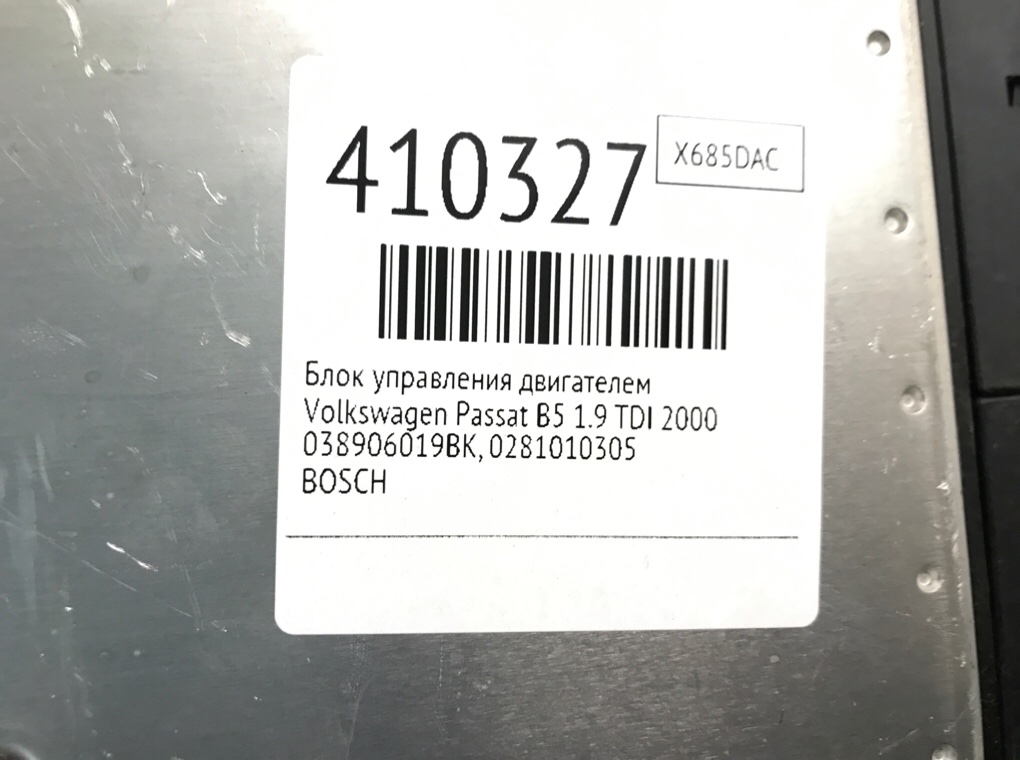 410327
X685DAC
Блок управления двигателем
Volkswagen Passat B5 1.9 TDI 2000
038906019BK, 0281010305
BOSCH